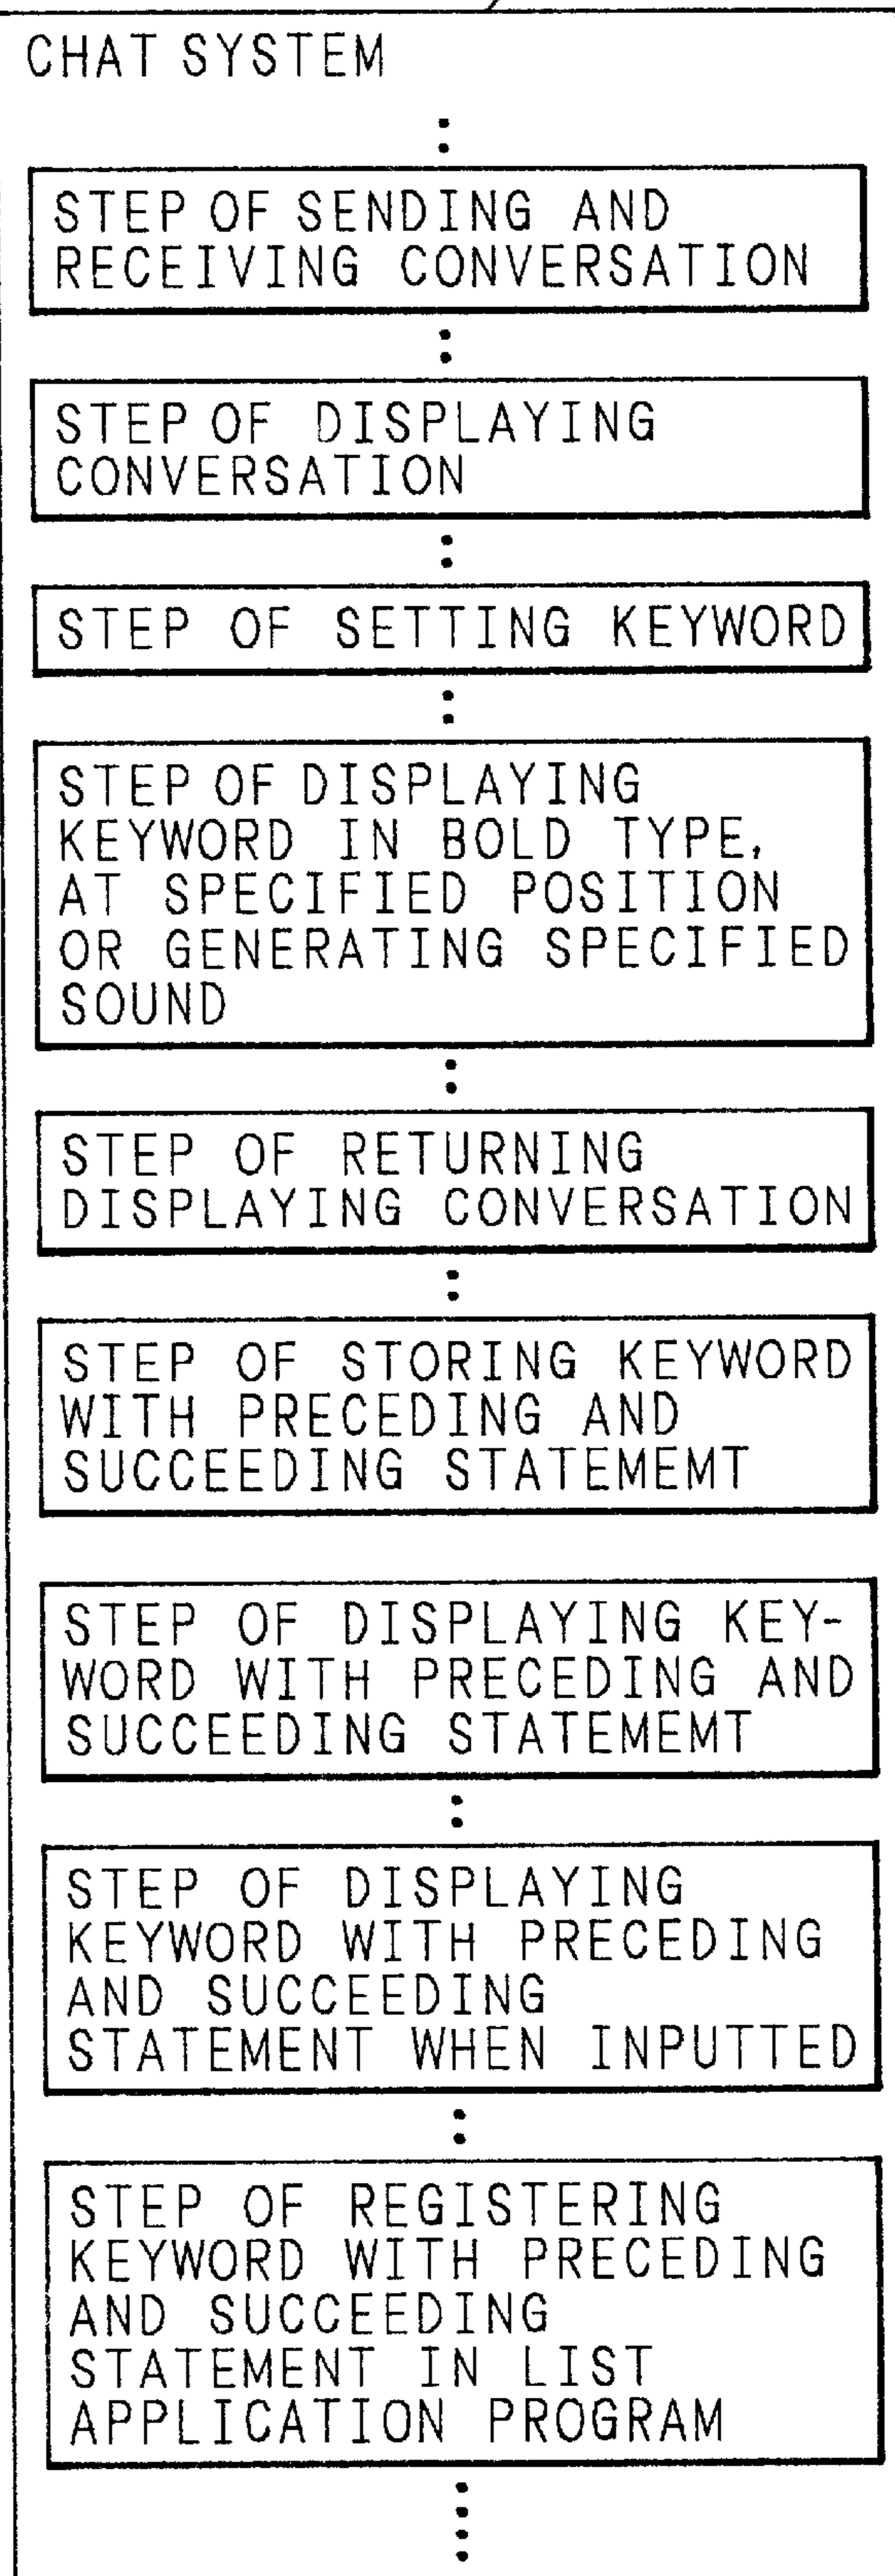 CHAT SYSTEM
STEP OF SENDING AND
RECEIVING CONVERSATION
STEP OF DISPLAYING
CONVERSATION
STEP OF SETTING KEYWORD
STEP OF DISPLAYING
KEYWORD IN BOLD TYPE,
AT SPECIFIED POSITION
OR GENERATING SPECIFIED
SOUND
STEP OF RETURNING
DISPLAYING CONVERSATION
STEP OF STORING KEYWORD
WITH PRECEDING AND
SUCCEEDING STATEMEMT
STEP OF DISPLAYING KEY-
WORD WITH PRECEDING AND
SUCCEEDING STATEMEMT
STEP OF DISPLAYING
KEYWORD WITH PRECEDING
AND SUCCEEDING
STATEMENT WHEN INPUTTED
STEP OF REGISTERING
KEYWORD WITH PRECEDING
AND SUCCEEDING
STATEMENT IN LIST
APPLICATION PROGRAM